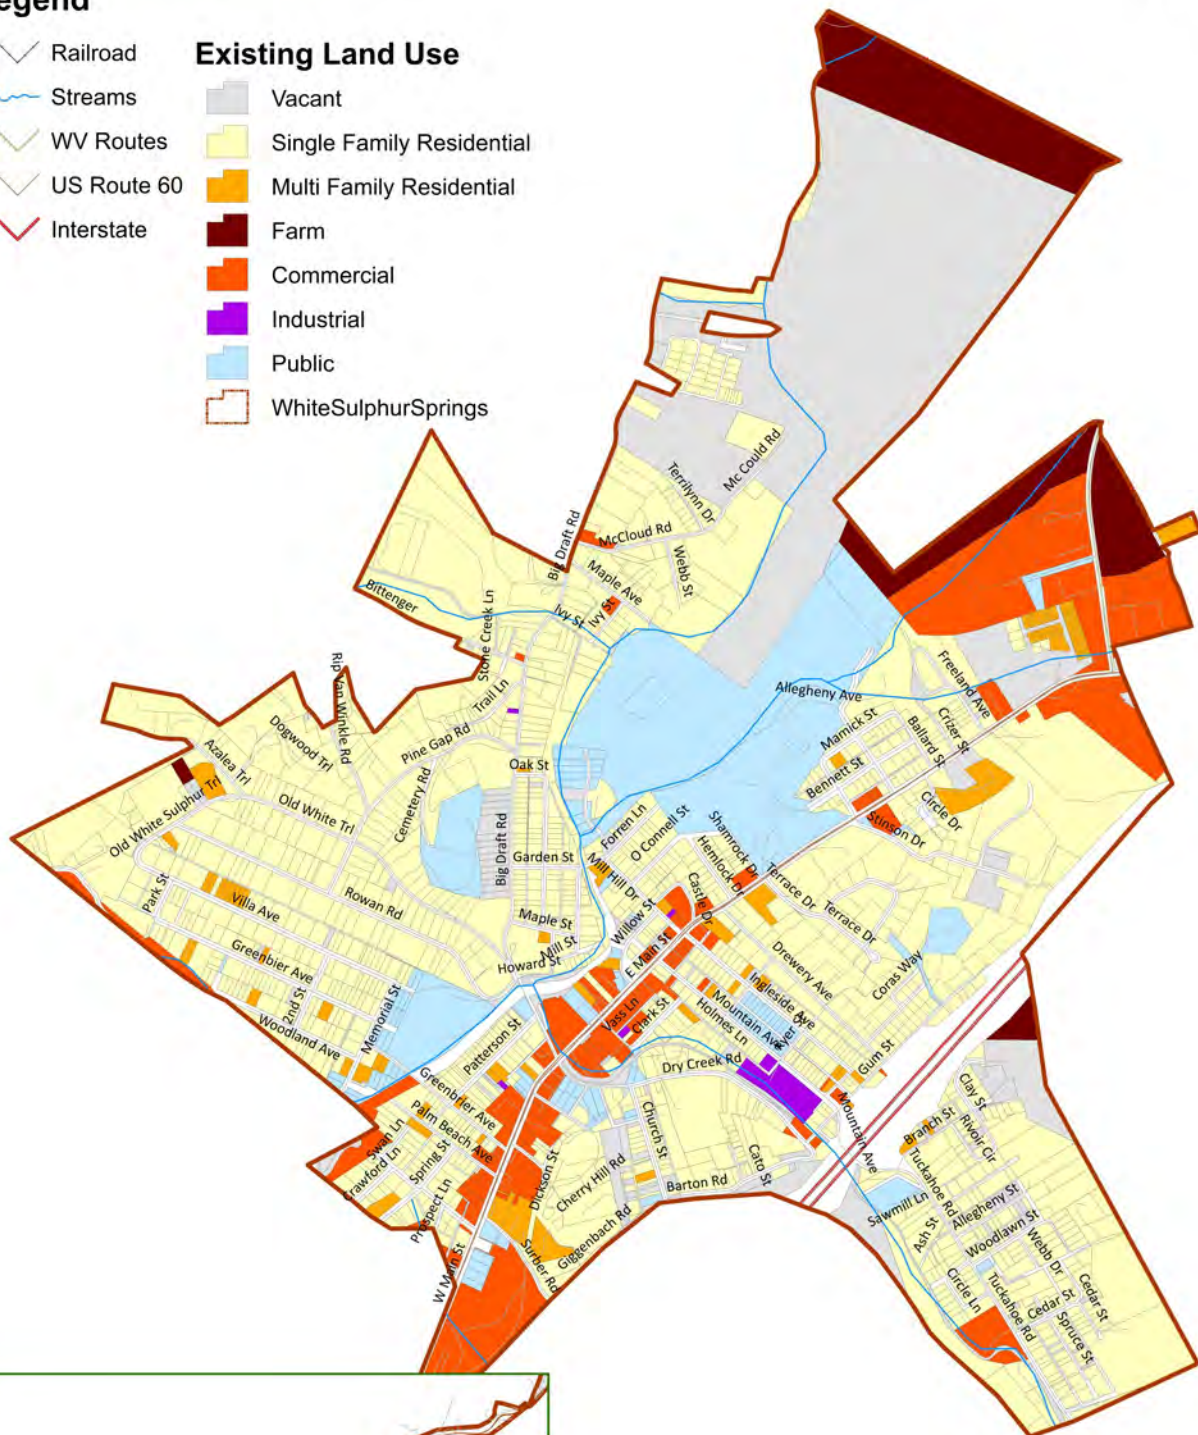 egend
Railroad
Streams
WV Routes
US Route 60
Interstate
Existing Land Use
Vacant
Single Family Residential
Multi Family Residential
Farm
Commercial
Industrial
Public
WhiteSulphurSprings
Mc Could Rd
Terrilynn Dr
McCloud Rd
Big Draft Rd
Webb St
Maple Ave
Ivy St
Ivy St
Bittenger
Stone Creek Ln
Rip Van Winkle Rd
Trail Ln
Pine Gap Rd
Dogwood Trl
Azalea Trl
Old White Sulphur Trl
Old White Trl
Cemetery Rd
Oak St
Big Draft Rd
Garden St
Allegheny Ave
Freeland Ave
Crizer St
Ballard St
Mamick St
Bennett St
Circle Dr
Stinson Dr
Forren Ln
O Connell St
Shamrock Dr
Hemlock Dr
Terrace Dr
Terrace Dr
Mill Hill Dr
Castle Dr
Willow St
E Main St
Drewery Ave
Coras Way
Park St
Villa Ave
Rowan Rd
Maple St
Mill St
Howard St
Greenbier Ave
2nd St
Woodland Ave
Memorial St
Patterson St
Vass Ln
Clark St
Holmes Ln
Mountain Ave
Ingleside Ave
Dry Creek Rd
Gum St
Mountain Ave
Greenbrier Ave
Palm Beach Ave
Swan Ln
Crawford Ln
Spring St
Prospect Ln
Dickson St
Cherry Hill Rd
Church St
Cato St
Barton Rd
Giggenbach Rd
Surber Rd
W Main St
Clay St
Branch St
Rivoir Cir
Tuckahoe Rd
Sawmill Ln
Allegheny St
Ash St
Woodlawn St
Webb Dr
Circle Ln
Tuckahoe Rd
Cedar St
Cedar St
Spruce St